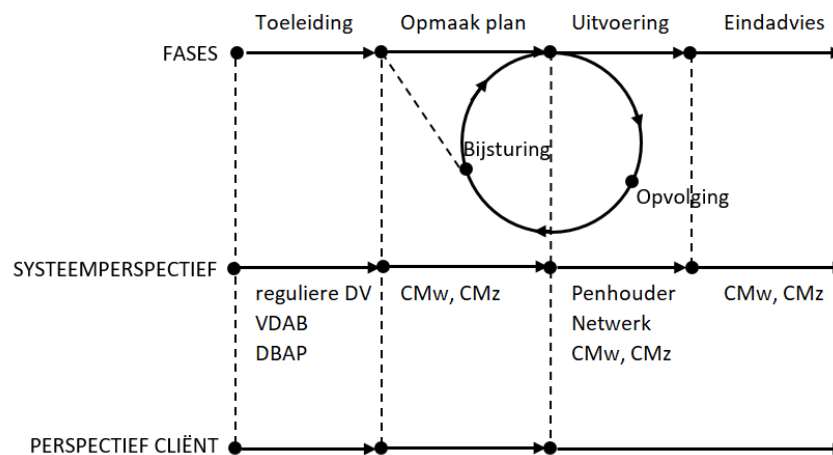 Toeleiding Opmaak plan Uitvoering Eindadvies
FASES
Bijsturing
Opvolging
SYSTEEMPERSPECTIEF
reguliere DV CMw, CMz Penhouder CMw, CMz
VDAB Netwerk
DBAP CMw, CMz
PERSPECTIEF CLIËNT